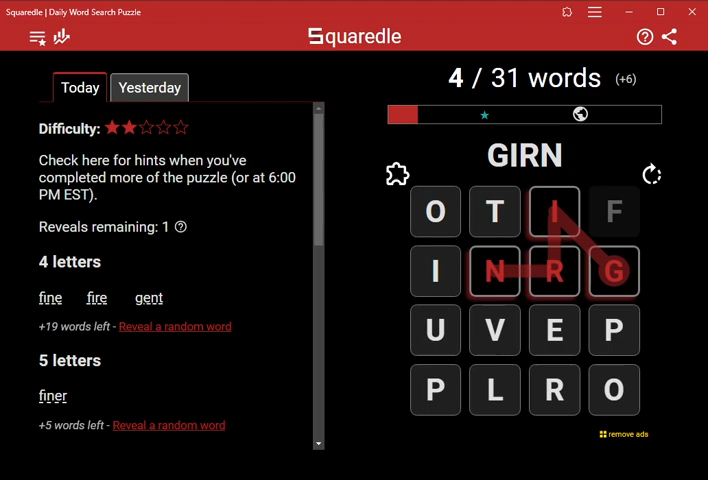 Squaredle | Daily Word Search Puzzle
Squaredle
Today
Yesterday
Difficulty:
Check here for hints when you've
completed more of the puzzle (or at 6:00
PM EST).
Reveals remaining: 1 ?
4 letters
fine fire gent
+19 words left - Reveal a random word
5 letters
finer
+5 words left - Reveal a random word
4 / 31 words (+6)
GIRN
O T I F
I N R G
U V E P
P L R O
remove ads